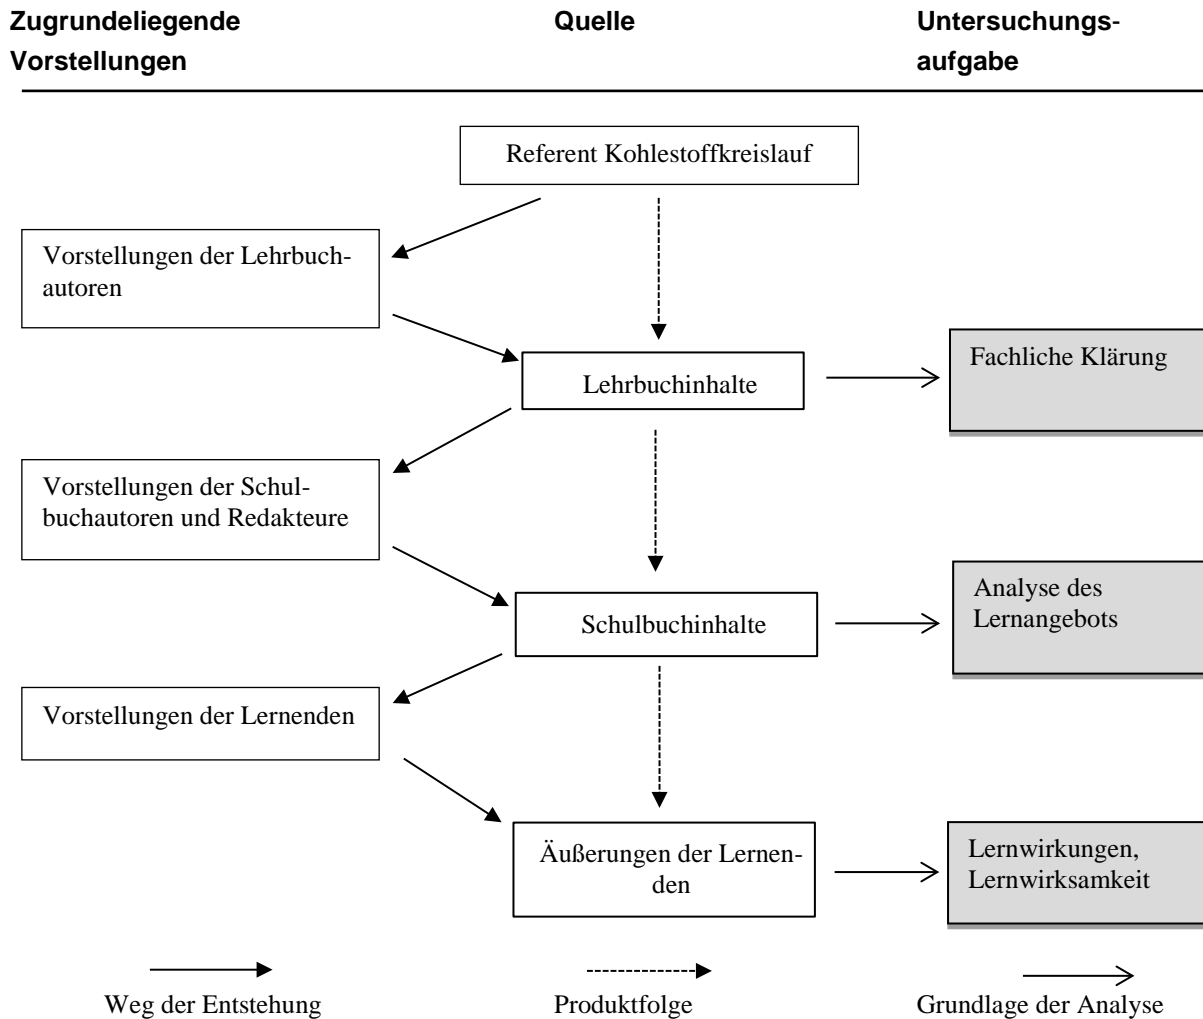 Zugrundeliegende
Vorstellungen
Quelle
Untersuchungs-
aufgabe
Referent Kohlestoffkreislauf
Vorstellungen der Lehrbuch-
autoren
Lehrbuchinhalte
Fachliche Klärung
Vorstellungen der Schul-
buchautoren und Redakteure
Schulbuchinhalte
Analyse des
Lernangebots
Vorstellungen der Lernenden
Äußerungen der Lernen-
den
Lernwirkungen,
Lernwirksamkeit
Weg der Entstehung
Produktfolge
Grundlage der Analyse